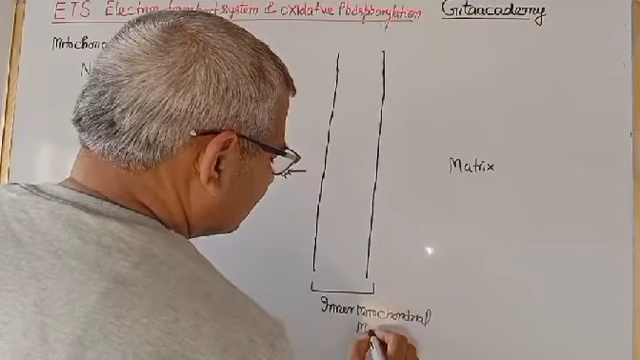 ETS Electron transport system & oxidative Phosphorylation
Gitaacademy
Matrix
Inner Mitochondrial